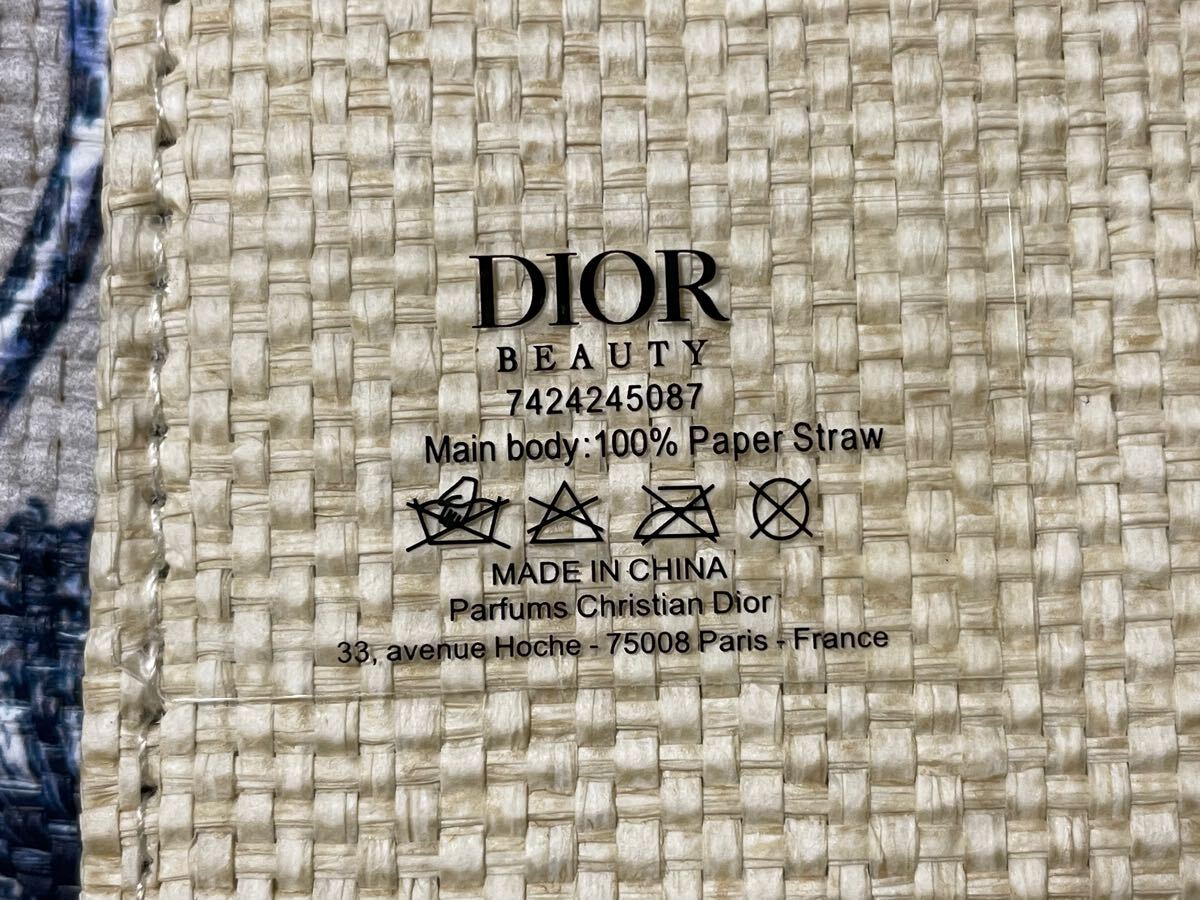 DIOR
BEAUTY
7424245087
Main body:100% Paper Straw
MADE IN CHINA
Parfums Christian Dior
33, avenue Hoche - 75008 Paris - France